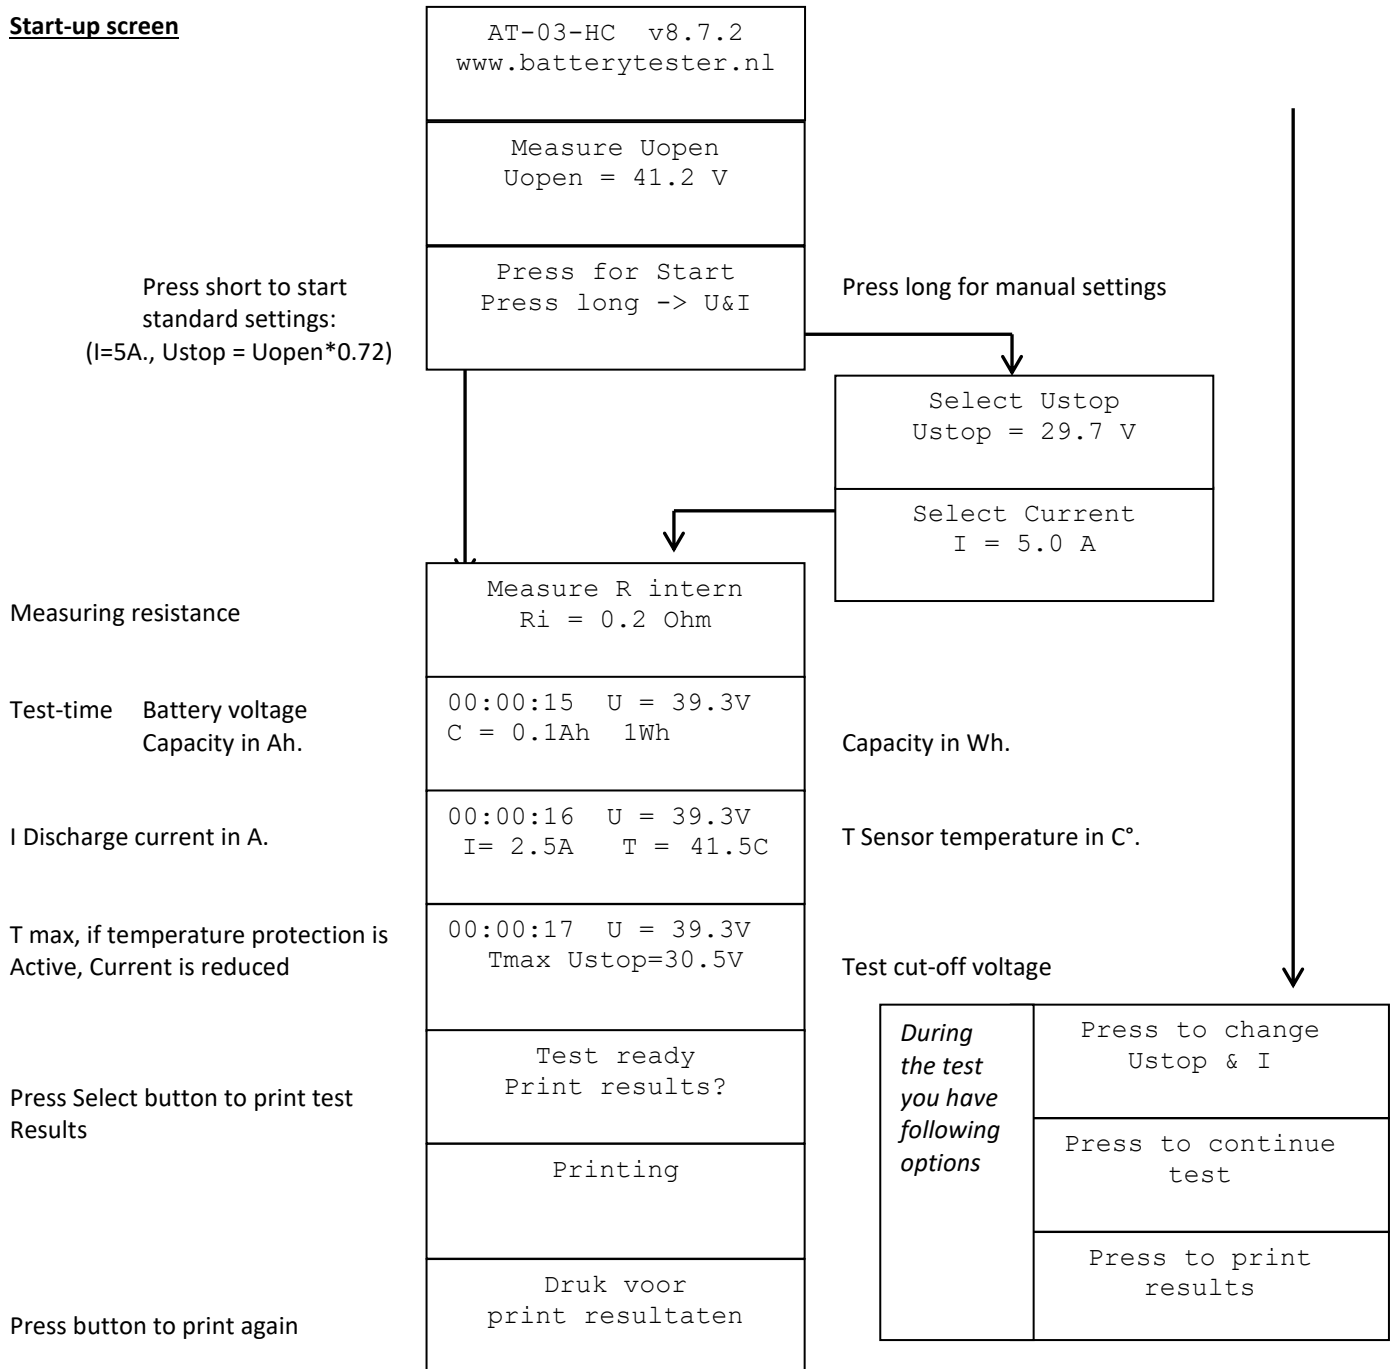 Start-up screen
AT-03-HC v8.7.2
www.batterytester.nl
Measure Uopen
Uopen = 41.2 V
Press short to start
standard settings:
(I=5A., Ustop = Uopen*0.72)
Press for Start
Press long -> U&I
Press long for manual settings
Select Ustop
Ustop = 29.7 V
Select Current
I = 5.0 A
Measuring resistance
Measure R intern
Ri = 0.2 Ohm
Test-time Battery voltage
Capacity in Ah.
00:00:15 U = 39.3V
C = 0.1Ah 1Wh
Capacity in Wh.
I Discharge current in A.
00:00:16 U = 39.3V
I= 2.5A T = 41.5C
T Sensor temperature in C°.
T max, if temperature protection is
Active, Current is reduced
00:00:17 U = 39.3V
Tmax Ustop=30.5V
Test cut-off voltage
Press Select button to print test
Results
Test ready
Print results?
Printing
Press button to print again
Druk voor
print resultaten
During
the test
you have
following
options
Press to change
Ustop & I
Press to continue
test
Press to print
results